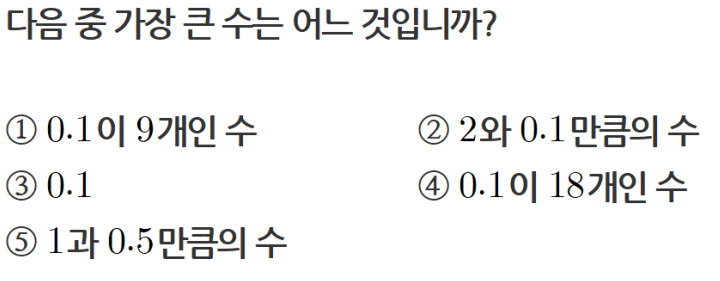 다음 중 가장 큰 수는 어느 것입니까?
① 0.1이 9개인 수 ② 2와 0.1만큼의 수
③ 0.1 ④ 0.1이 18개인 수
⑤ 1과 0.5만큼의 수